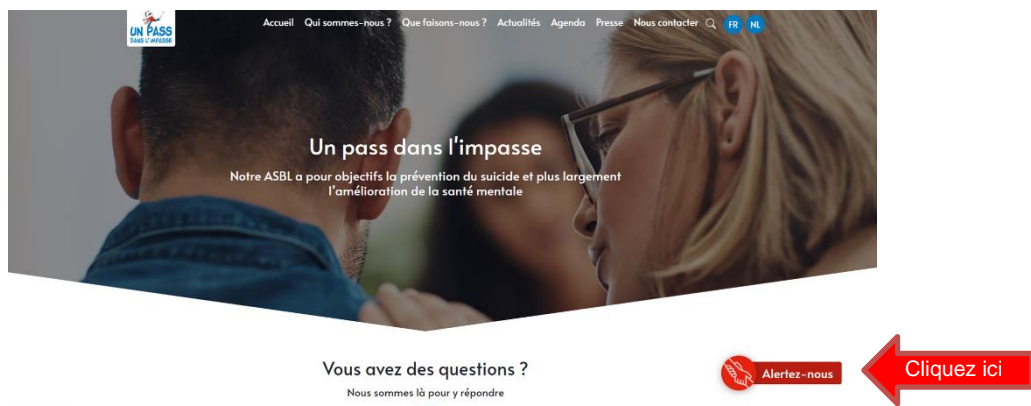 UN PASS
DANS L'IMPASSE
Accueil Qui sommes-nous ? Que faisons-nous ? Actualités Agenda Presse Nous contacter FR NL
Un pass dans l'impasse
Notre ASBL a pour objectifs la prévention du suicide et plus largement
l'amélioration de la santé mentale
Vous avez des questions ?
Nous sommes là pour y répondre
Alertez-nous
Cliquez ici